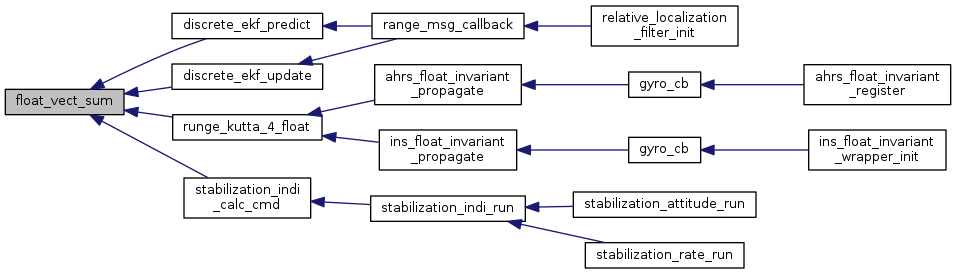 float_vect_sum
discrete_ekf_predict
range_msg_callback
relative_localization
_filter_init
discrete_ekf_update
runge_kutta_4_float
ahrs_float_invariant
_propagate
gyro_cb
ahrs_float_invariant
_register
ins_float_invariant
_propagate
gyro_cb
ins_float_invariant
_wrapper_init
stabilization_indi
_calc_cmd
stabilization_indi_run
stabilization_attitude_run
stabilization_rate_run